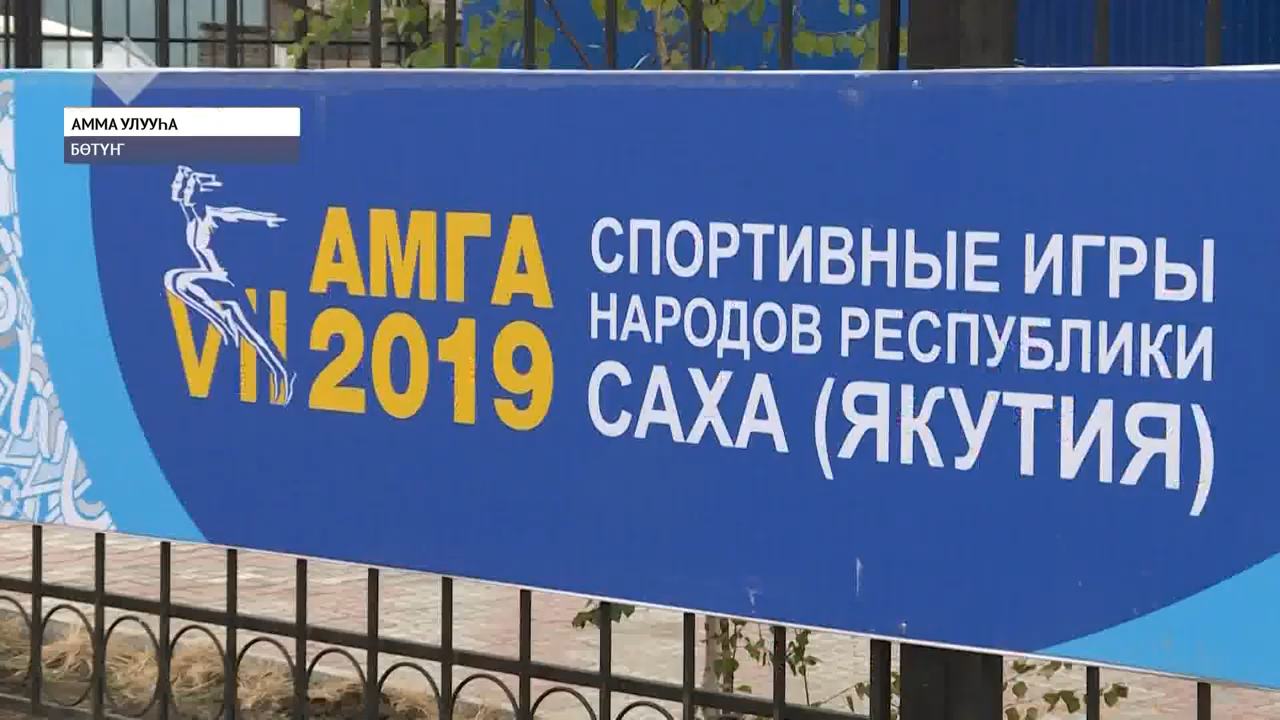 АММА УЛУУҺА
БӨТҮҤ
VII
АМГА
2019
СПОРТИВНЫЕ ИГРЫ
НАРОДОВ РЕСПУБЛИКИ
САХА (ЯКУТИЯ)